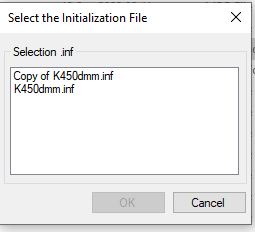 Select the Initialization File
Selection .inf
Copy of K450dmm.inf
K450dmm.inf
OK
Cancel